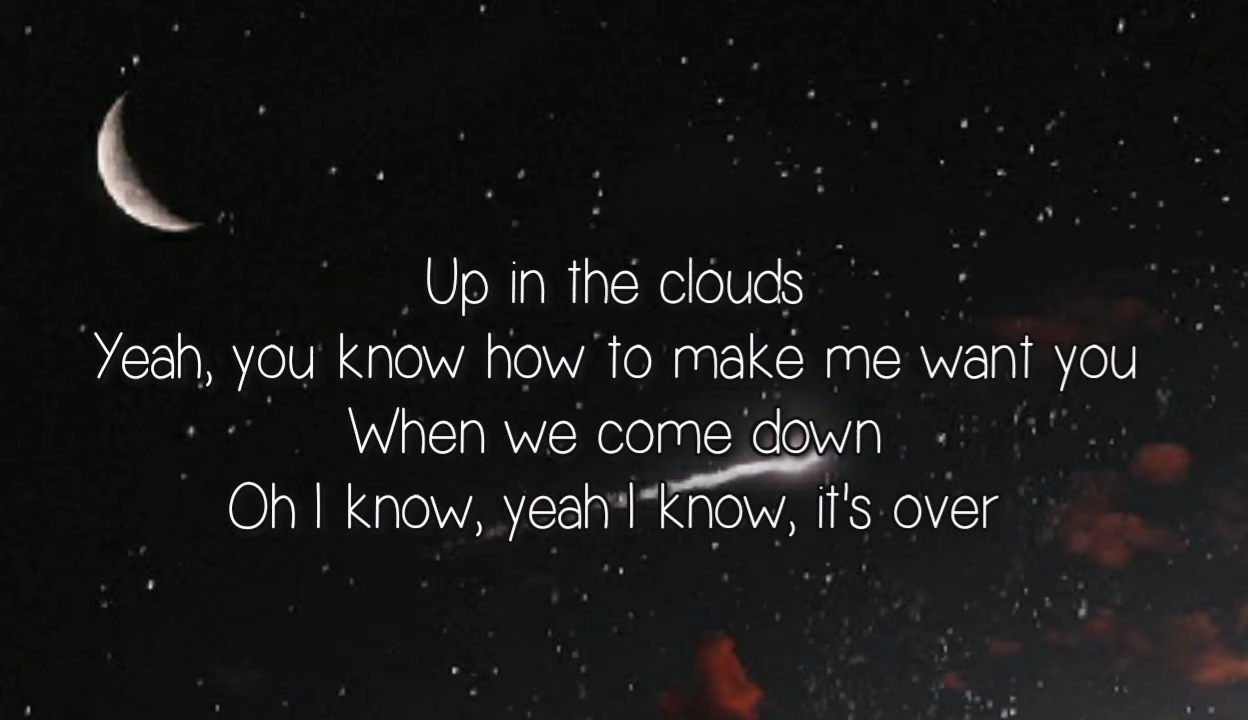 Up in the clouds
Yeah, you know how to make me want you
When we come down
Oh I know, yeah I know, it's over